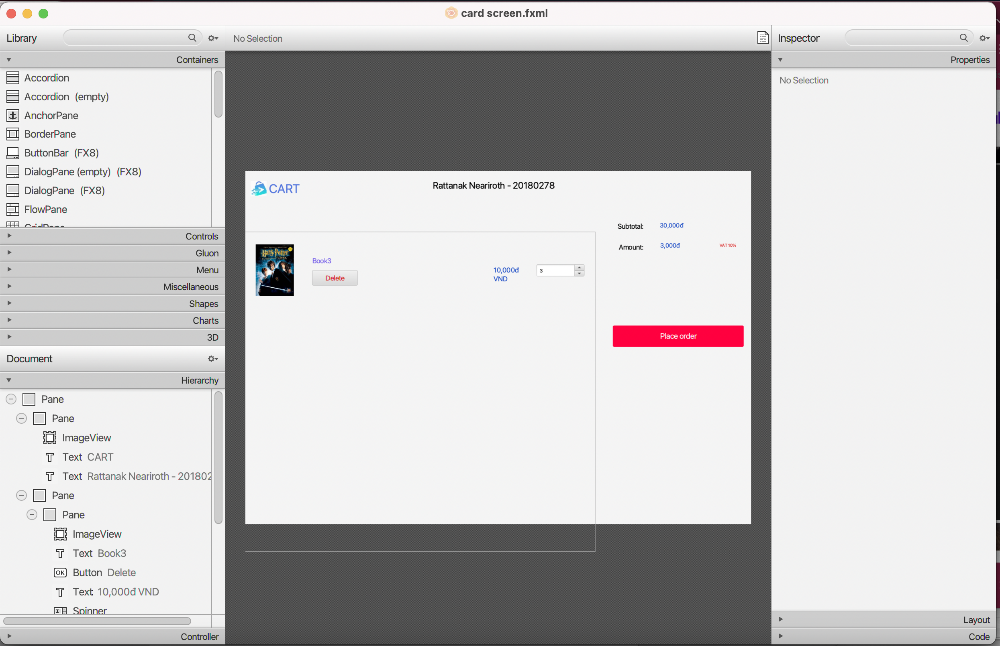 card screen.fxml
Library
No Selection
Inspector
Containers
Accordion
Accordion (empty)
AnchorPane
BorderPane
ButtonBar (FX8)
DialogPane (empty) (FX8)
DialogPane (FX8)
FlowPane
GridPane
Controls
Gluon
Menu
Miscellaneous
Shapes
Charts
3D
Document
Hierarchy
Pane
Pane
ImageView
Text CART
Text Rattanak Neariroth - 201802
Pane
Pane
ImageView
Text Book3
Button Delete
Text 10,000đ VND
Spinner
Controller
CART
Rattanak Neariroth - 20180278
Harry Potter
Book3
Delete
10,000đ
VND
3
Subtotal: 30,000đ
Amount: 3,000đ VAT10%
Place order
Properties
No Selection
Layout
Code